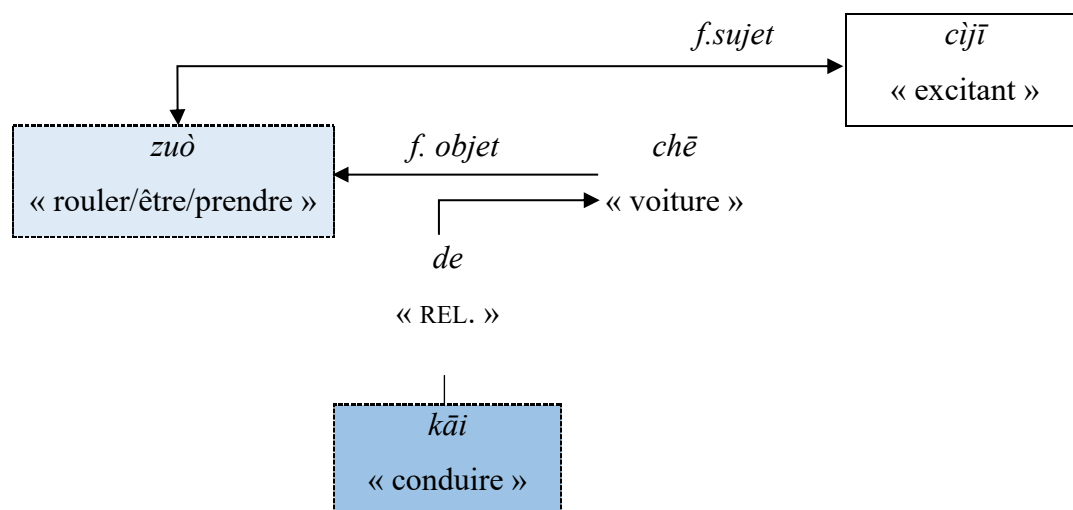 f.sujet
cìjī
« excitant »
zuò
« rouler/être/prendre »
f. objet
chē
« voiture »
de
« REL. »
kāi
« conduire »